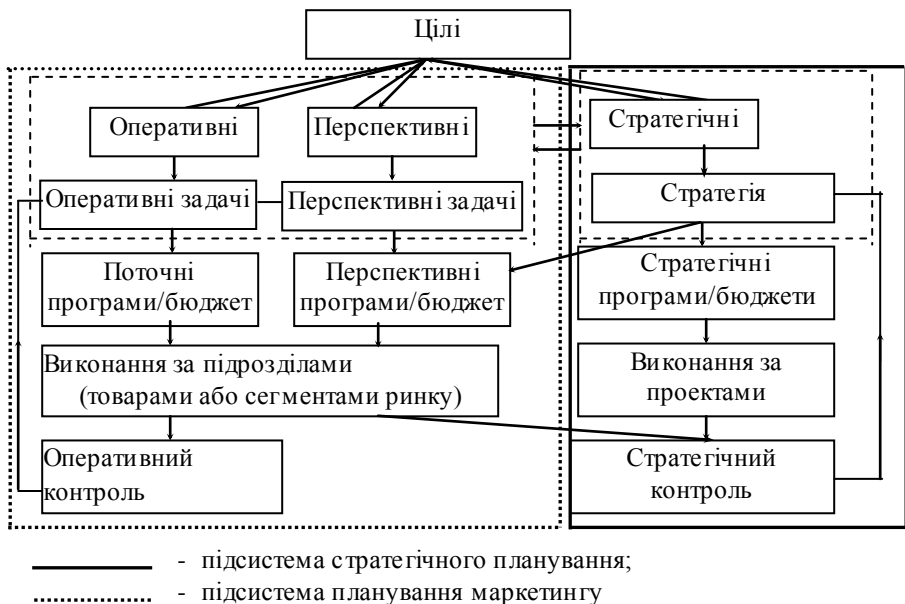 Цілі
Оперативні
Перспективні
Стратегічні
Оперативні задачі
Перспективні задачі
Стратегія
Поточні
програми/бюджет
Перспективні
програми/бюджет
Стратегічні
програми/бюджети
Виконання за підрозділами
(товарами або сегментами ринку)
Виконання за
проектами
Оперативний
контроль
Стратегічний
контроль
- підсистема стратегічного планування;
- підсистема планування маркетингу